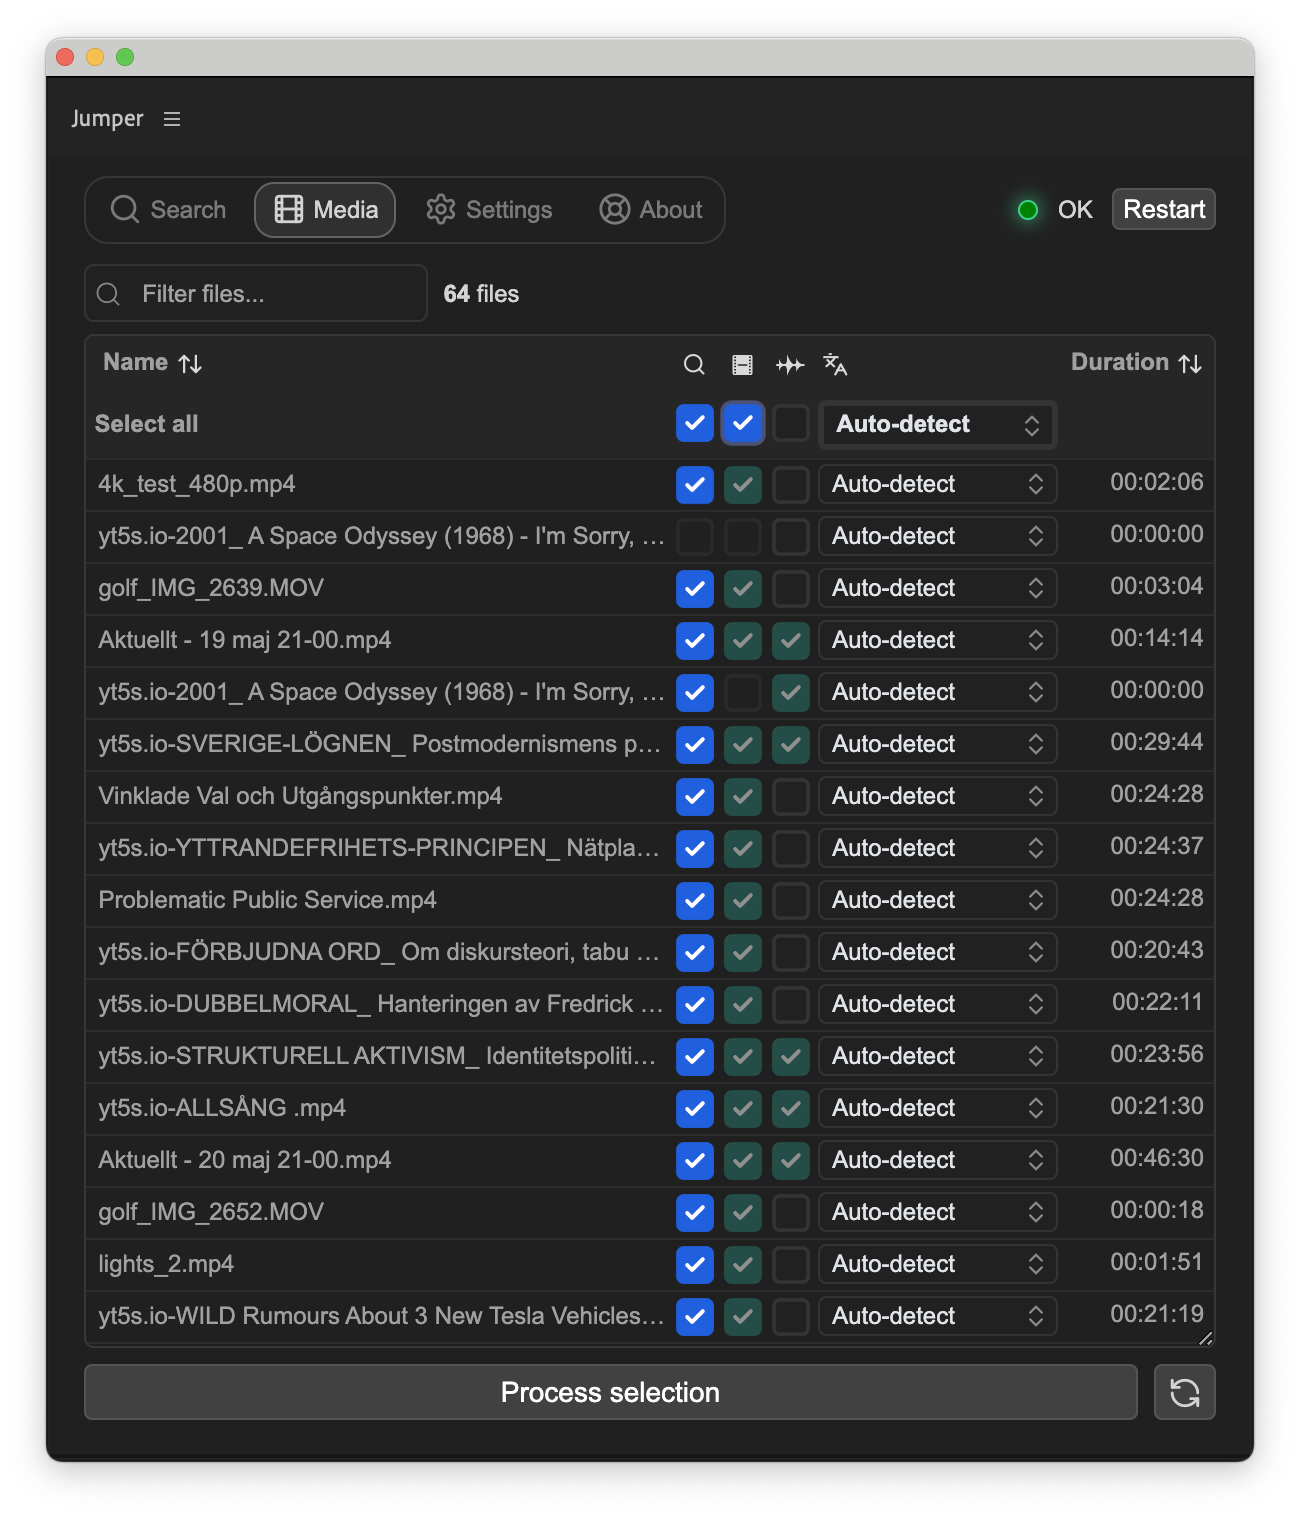 Jumper
Search Media Settings About OK Restart
Filter files... 64 files
Name Duration
Select all Auto-detect
4k_test_480p.mp4 Auto-detect 00:02:06
yt5s.io-2001_ A Space Odyssey (1968) - I'm Sorry, ... Auto-detect 00:00:00
golf_IMG_2639.MOV Auto-detect 00:03:04
Aktuellt - 19 maj 21-00.mp4 Auto-detect 00:14:14
yt5s.io-2001_ A Space Odyssey (1968) - I'm Sorry, ... Auto-detect 00:00:00
yt5s.io-SVERIGE-LÖGNEN_ Postmodernismens p... Auto-detect 00:29:44
Vinklade Val och Utgångspunkter.mp4 Auto-detect 00:24:28
yt5s.io-YTTRANDEFRIHETS-PRINCIPEN_ Nätpla... Auto-detect 00:24:37
Problematic Public Service.mp4 Auto-detect 00:24:28
yt5s.io-FÖRBJUDNA ORD_ Om diskursteori, tabu ... Auto-detect 00:20:43
yt5s.io-DUBBELMORAL_ Hanteringen av Fredrick ... Auto-detect 00:22:11
yt5s.io-STRUKTURELL AKTIVISM_ Identitetspoliti... Auto-detect 00:23:56
yt5s.io-ALLSÅNG .mp4 Auto-detect 00:21:30
Aktuellt - 20 maj 21-00.mp4 Auto-detect 00:46:30
golf_IMG_2652.MOV Auto-detect 00:00:18
lights_2.mp4 Auto-detect 00:01:51
yt5s.io-WILD Rumours About 3 New Tesla Vehicles... Auto-detect 00:21:19
Process selection